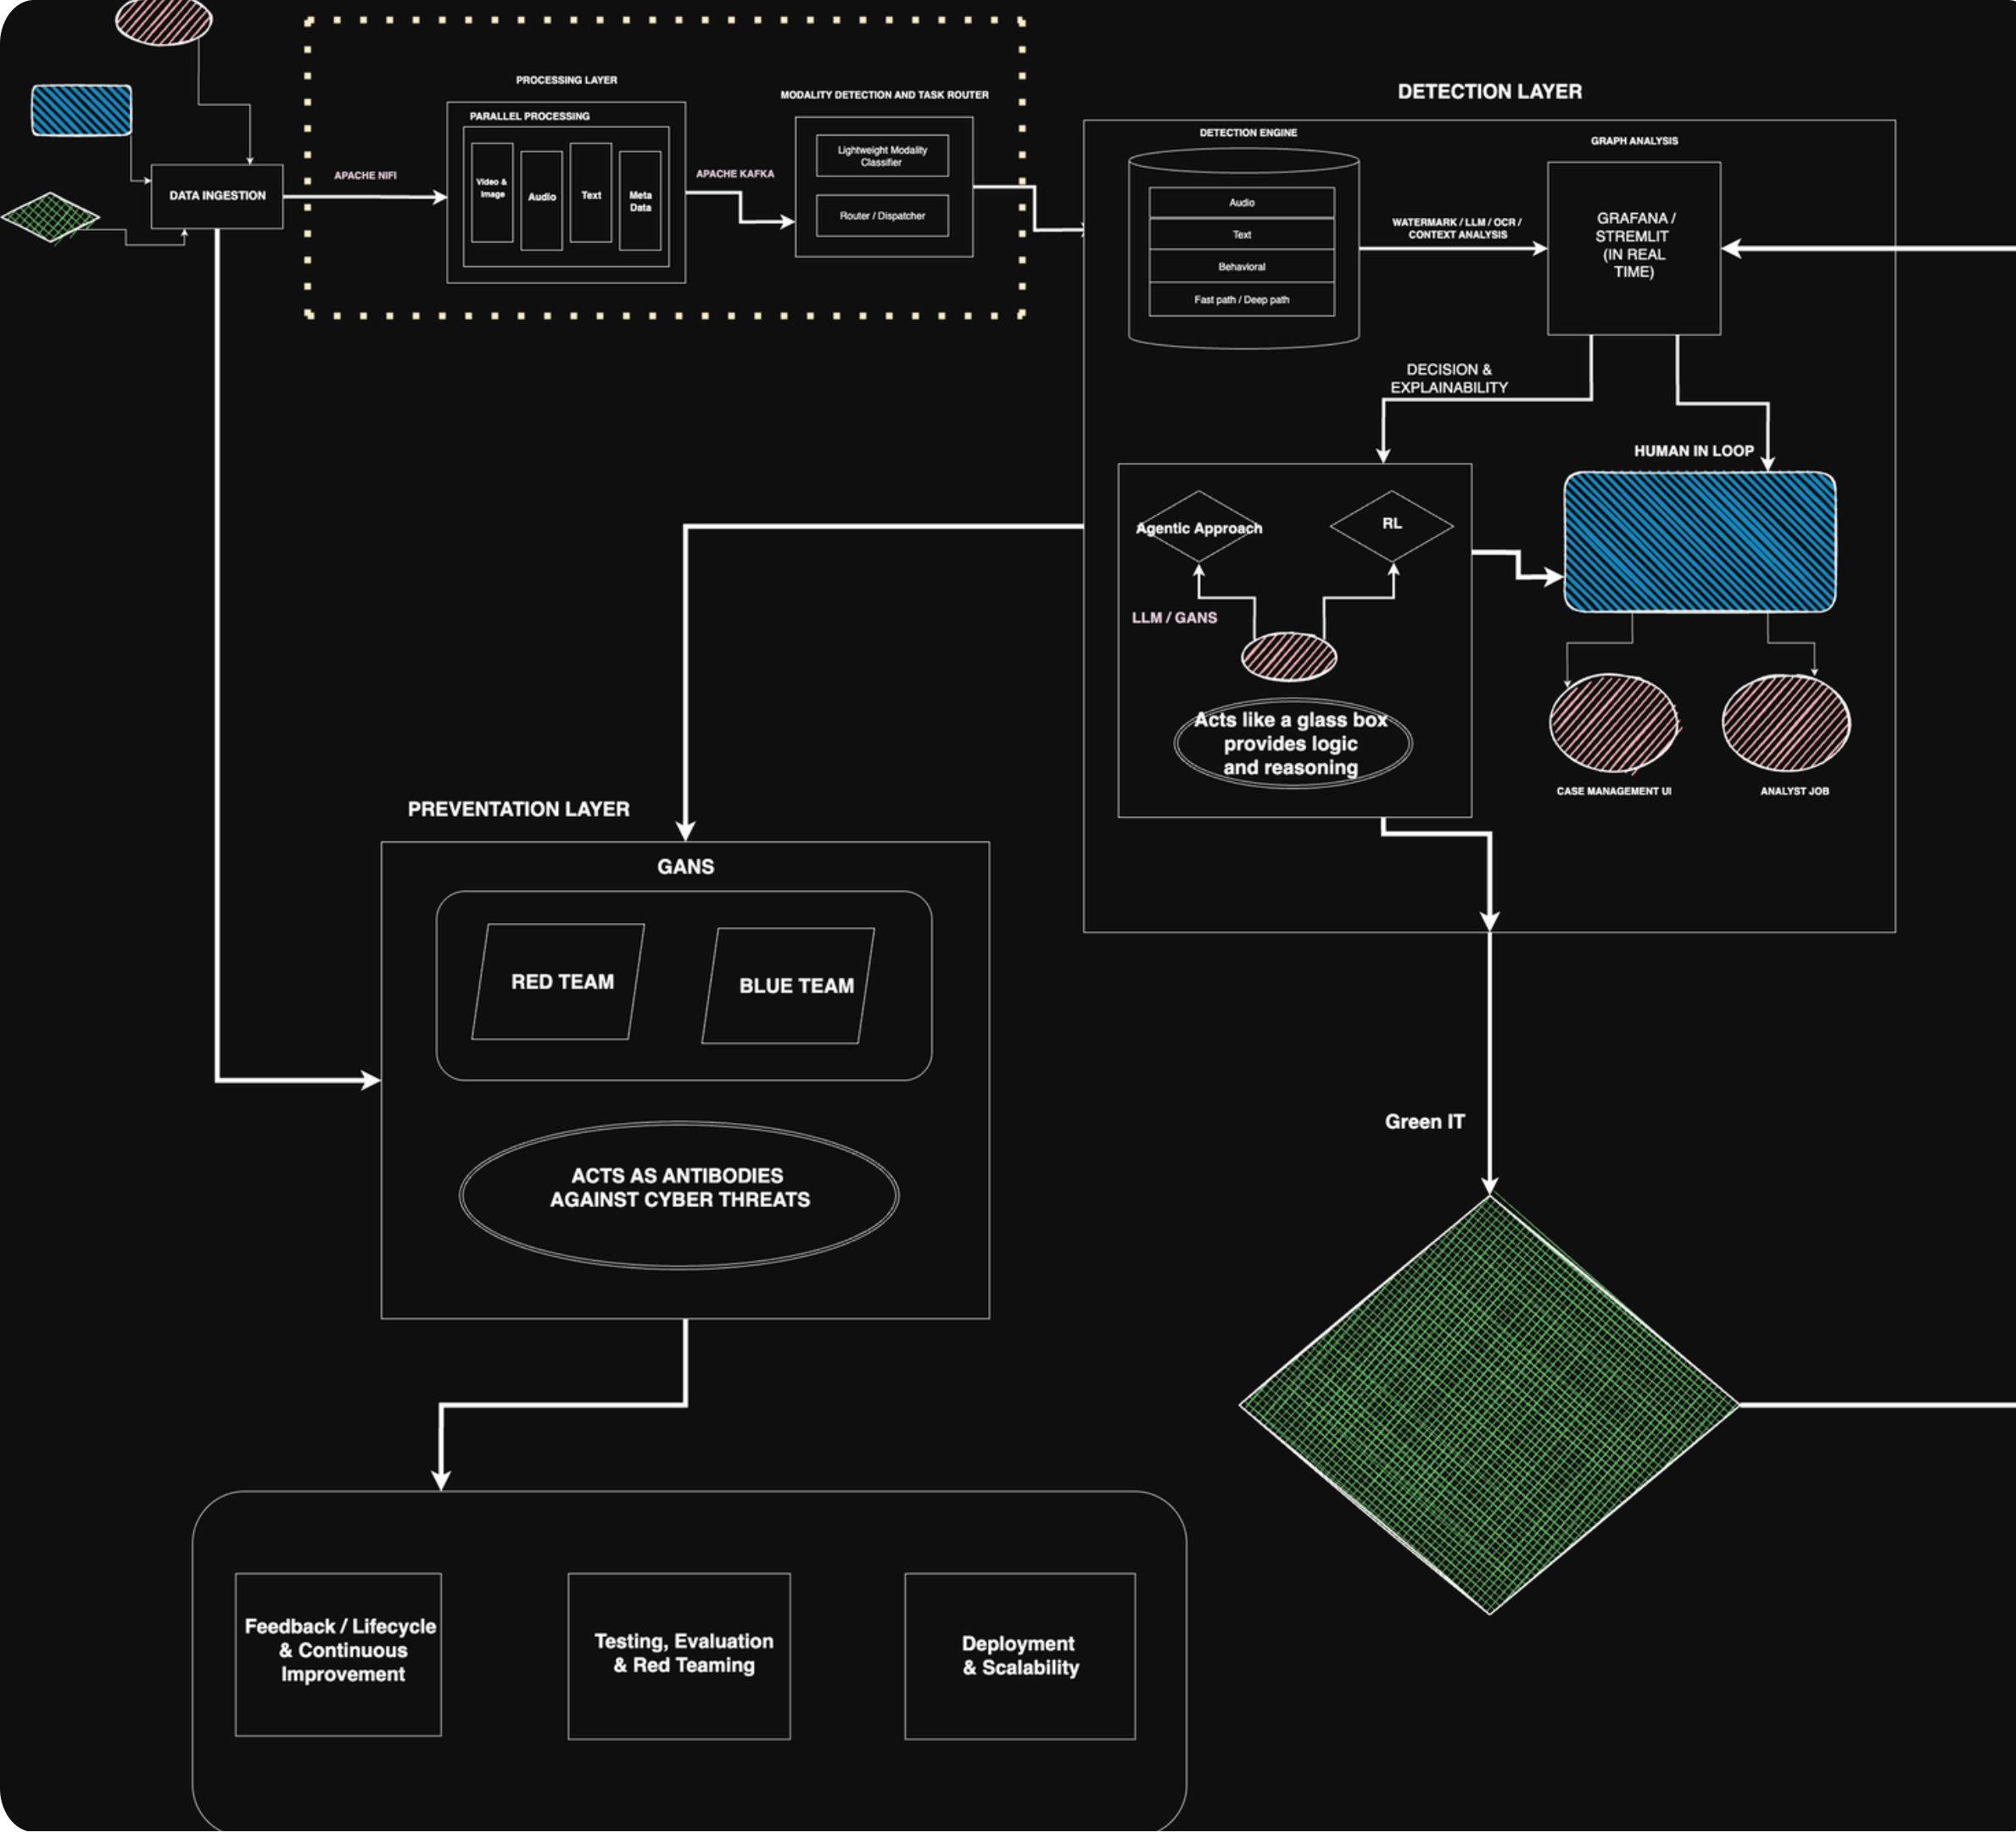 PROCESSING LAYER
PARALLEL PROCESSING
Video &
Image
Audio
Text
Meta
Data
MODALITY DETECTION AND TASK ROUTER
Lightweight Modality
Classifier
Router / Dispatcher
DATA INGESTION
APACHE NIFI
APACHE KAFKA
DETECTION LAYER
DETECTION ENGINE
Audio
Text
Behavioral
Fast path / Deep path
WATERMARK / LLM / OCR /
CONTEXT ANALYSIS
GRAPH ANALYSIS
GRAFANA /
STREMLIT
(IN REAL
TIME)
DECISION &
EXPLAINABILITY
HUMAN IN LOOP
Agentic Approach
RL
LLM / GANS
Acts like a glass box
provides logic
and reasoning
CASE MANAGEMENT UI
ANALYST JOB
PREVENTATION LAYER
GANS
RED TEAM
BLUE TEAM
ACTS AS ANTIBODIES
AGAINST CYBER THREATS
Green IT
Feedback / Lifecycle
& Continuous
Improvement
Testing, Evaluation
& Red Teaming
Deployment
& Scalability